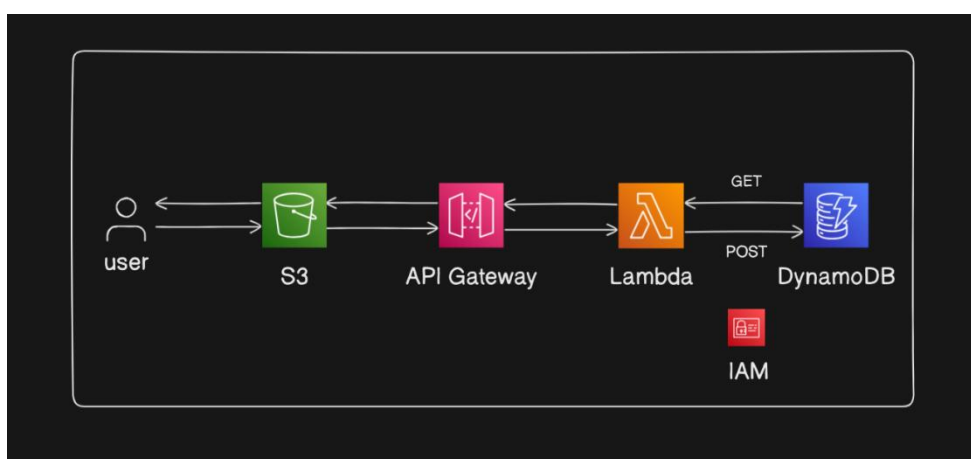 GET
POST
user
S3
API Gateway
Lambda
DynamoDB
IAM